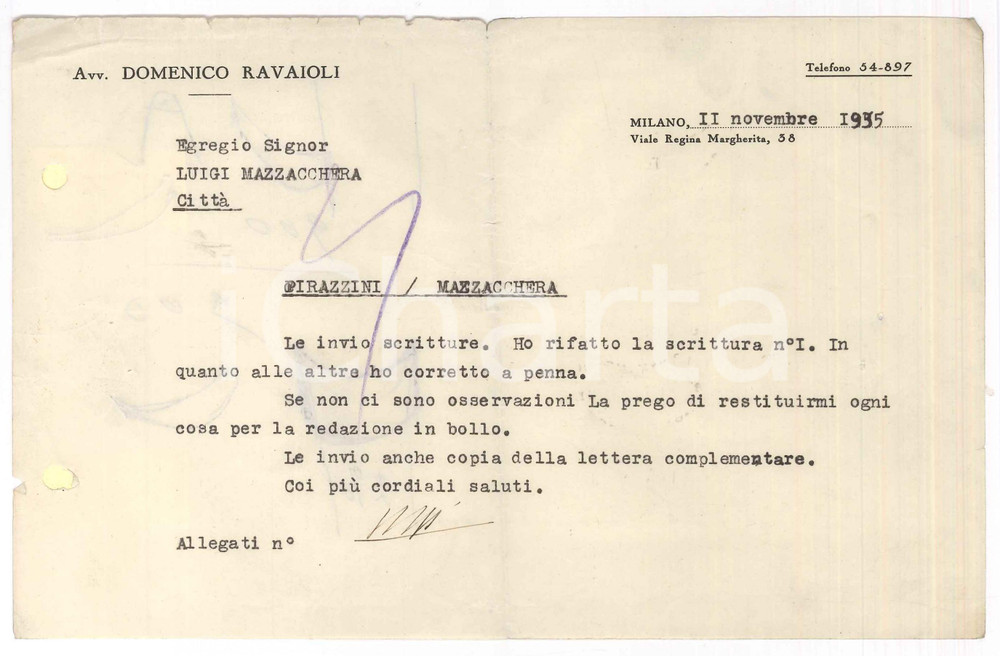 Avv. DOMENICO RAVAIOLI
Telefono 54-897
MILANO, II novembre 1935
Viale Regina Margherita, 38
Egregio Signor
LUIGI MAZZACCHERA
Città
PIRAZZINI / MAZZACCHERA
Le invio scritture. Ho rifatto la scrittura n°I. In
quanto alle altre ho corretto a penna.
Se non ci sono osservazioni La prego di restituirmi ogni
cosa per la redazione in bollo.
Le invio anche copia della lettera complementare.
Coi più cordiali saluti.
Allegati n°
iCharta